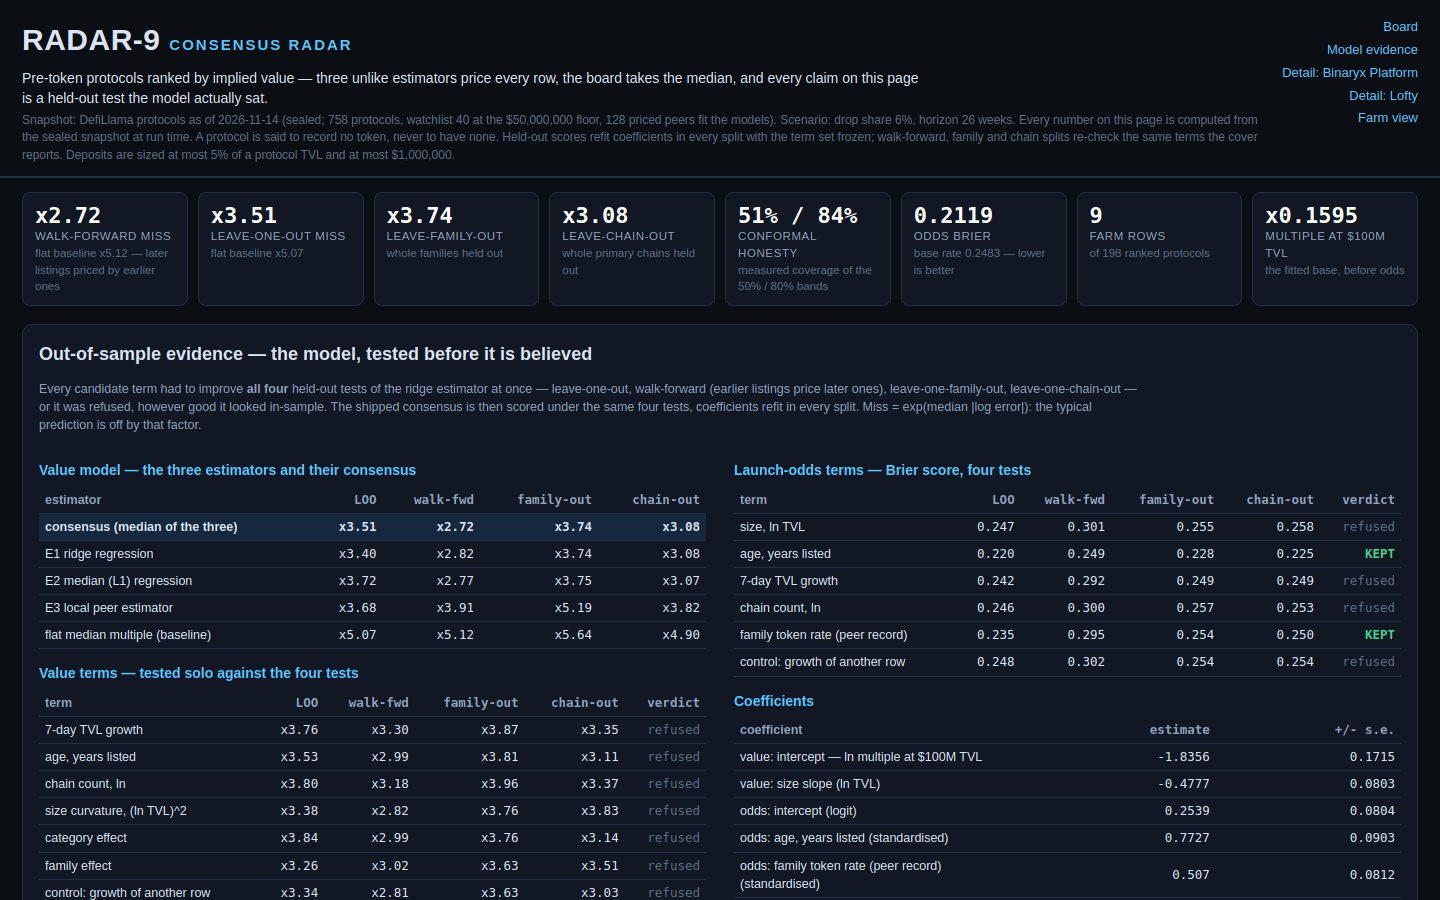 RADAR-9 CONSENSUS RADAR
Pre-token protocols ranked by implied value — three unlike estimators price every row, the board takes the median, and every claim on this page
is a held-out test the model actually sat.
Snapshot: DefiLlama protocols as of 2026-11-14 (sealed; 758 protocols, watchlist 40 at the $50,000,000 floor, 128 priced peers fit the models). Scenario: drop share 6%, horizon 26 weeks. Every number on this page is computed from
the sealed snapshot at run time. A protocol is said to record no token, never to have none. Held-out scores refit coefficients in every split with the term set frozen; walk-forward, family and chain splits re-check the same terms the cover
reports. Deposits are sized at most 5% of a protocol TVL and at most $1,000,000.
Board
Model evidence
Detail: Binaryx Platform
Detail: Lofty
Farm view
x2.72
WALK-FORWARD MISS
flat baseline x5.12 — later
listings priced by earlier
ones
x3.51
LEAVE-ONE-OUT MISS
flat baseline x5.07
x3.74
LEAVE-FAMILY-OUT
whole families held out
x3.08
LEAVE-CHAIN-OUT
whole primary chains held
out
51% / 84%
CONFORMAL
HONESTY
measured coverage of the
50% / 80% bands
0.2119
ODDS BRIER
base rate 0.2483 — lower
is better
9
FARM ROWS
of 198 ranked protocols
x0.1595
MULTIPLE AT $100M
TVL
the fitted base, before odds
Out-of-sample evidence — the model, tested before it is believed
Every candidate term had to improve all four held-out tests of the ridge estimator at once — leave-one-out, walk-forward (earlier listings price later ones), leave-one-family-out, leave-one-chain-out —
or it was refused, however good it looked in-sample. The shipped consensus is then scored under the same four tests, coefficients refit in every split. Miss = exp(median |log error|): the typical
prediction is off by that factor.
Value model — the three estimators and their consensus
estimator LOO walk-fwd family-out chain-out
consensus (median of the three) x3.51 x2.72 x3.74 x3.08
E1 ridge regression x3.40 x2.82 x3.74 x3.08
E2 median (L1) regression x3.72 x2.77 x3.75 x3.07
E3 local peer estimator x3.68 x3.91 x5.19 x3.82
flat median multiple (baseline) x5.07 x5.12 x5.64 x4.90
Value terms — tested solo against the four tests
term LOO walk-fwd family-out chain-out verdict
7-day TVL growth x3.76 x3.30 x3.87 x3.35 refused
age, years listed x3.53 x2.99 x3.81 x3.11 refused
chain count, ln x3.80 x3.18 x3.96 x3.37 refused
size curvature, (ln TVL)^2 x3.38 x2.82 x3.76 x3.83 refused
category effect x3.84 x2.99 x3.76 x3.14 refused
family effect x3.26 x3.02 x3.63 x3.51 refused
control: growth of another row x3.34 x2.81 x3.63 x3.03 refused
Launch-odds terms — Brier score, four tests
term LOO walk-fwd family-out chain-out verdict
size, ln TVL 0.247 0.301 0.255 0.258 refused
age, years listed 0.220 0.249 0.228 0.225 KEPT
7-day TVL growth 0.242 0.292 0.249 0.249 refused
chain count, ln 0.246 0.300 0.257 0.253 refused
family token rate (peer record) 0.235 0.295 0.254 0.250 KEPT
control: growth of another row 0.248 0.302 0.254 0.254 refused
Coefficients
coefficient estimate +/- s.e.
value: intercept — ln multiple at $100M TVL -1.8356 0.1715
value: size slope (ln TVL) -0.4777 0.0803
odds: intercept (logit) 0.2539 0.0804
odds: age, years listed (standardised) 0.7727 0.0903
odds: family token rate (peer record)
(standardised) 0.507 0.0812